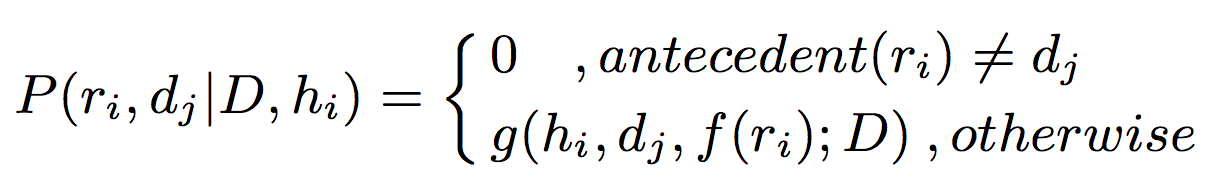 0 , antecedent(r_i) ≠ d_j
P(r_i, d_j|D, h_i) = {
g(h_i, d_j, f(r_i); D) , otherwise